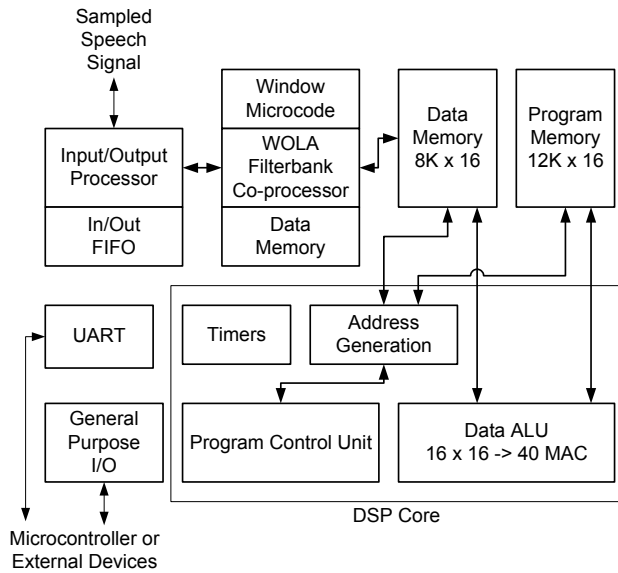 Sampled
Speech
Signal
Input/Output
Processor
In/Out
FIFO
Window
Microcode
WOLA
Filterbank
Co-processor
Data
Memory
Data
Memory
8K x 16
Program
Memory
12K x 16
UART
Timers
Address
Generation
General
Purpose
I/O
Program Control Unit
Data ALU
16 x 16 -> 40 MAC
DSP Core
Microcontroller or
External Devices